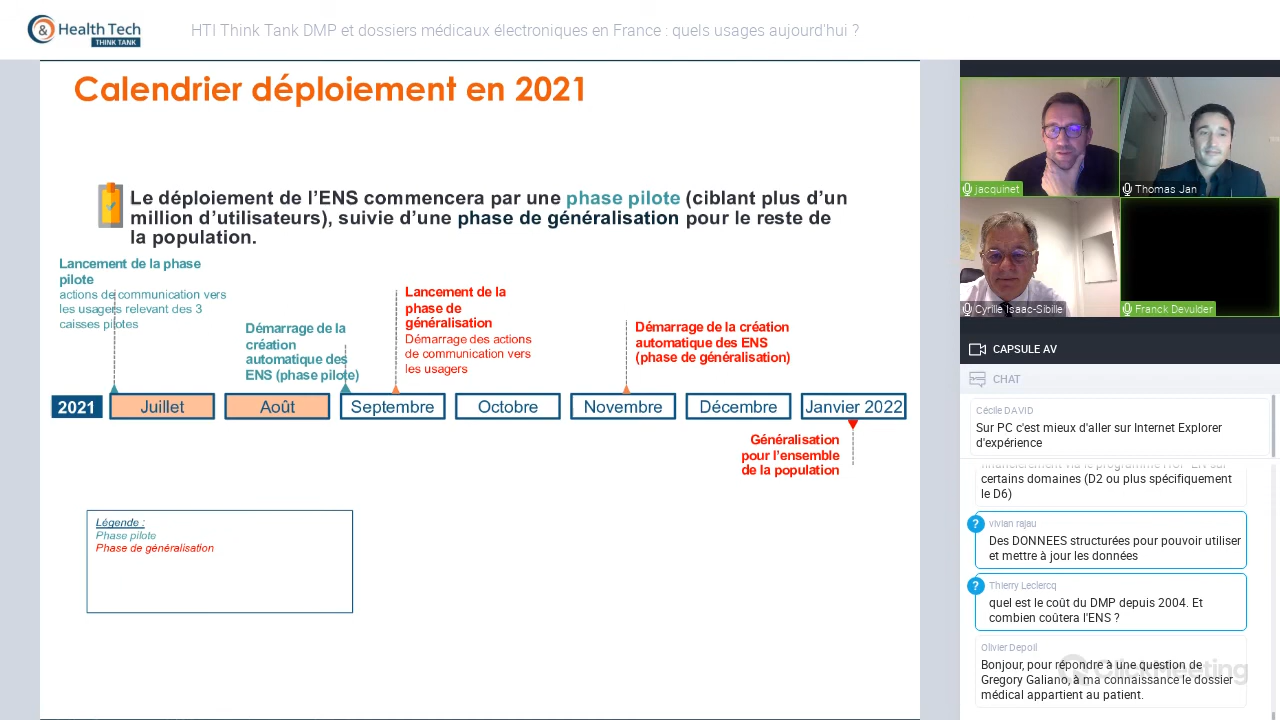 & Health Tech
THINK TANK
HTI Think Tank DMP et dossiers médicaux électroniques en France : quels usages aujourd'hui ?
Calendrier déploiement en 2021
Le déploiement de l'ENS commencera par une phase pilote (ciblant plus d'un
million d'utilisateurs), suivie d'une phase de généralisation pour le reste de
la population.
Lancement de la phase
pilote
actions de communication vers
les usagers relevant des 3
caisses pilotes
Démarrage de la
création
automatique des
ENS (phase pilote)
Lancement de la
phase de
généralisation
Démarrage des actions
de communication vers
les usagers
Démarrage de la création
automatique des ENS
(phase de généralisation)
2021
Juillet
Août
Septembre
Octobre
Novembre
Décembre
Janvier 2022
Généralisation
pour l'ensemble
de la population
Légende :
Phase pilote
Phase de généralisation
jacquinet
Thomas Jan
Cyrille Isaac-Sibille
Franck Devulder
CAPSULE AV
CHAT
Cécile DAVID
Sur PC c'est mieux d'aller sur Internet Explorer
d'expérience
financièrement via le programme HOP'EN sur
certains domaines (D2 ou plus spécifiquement
le D6)
? vivian rajau
Des DONNEES structurées pour pouvoir utiliser
et mettre à jour les données
? Thierry Leclercq
quel est le coût du DMP depuis 2004. Et
combien coûtera l'ENS ?
Olivier Depoil
Bonjour, pour répondre à une question de
Gregory Galiano, à ma connaissance le dossier
médical appartient au patient.
ClickMeeting